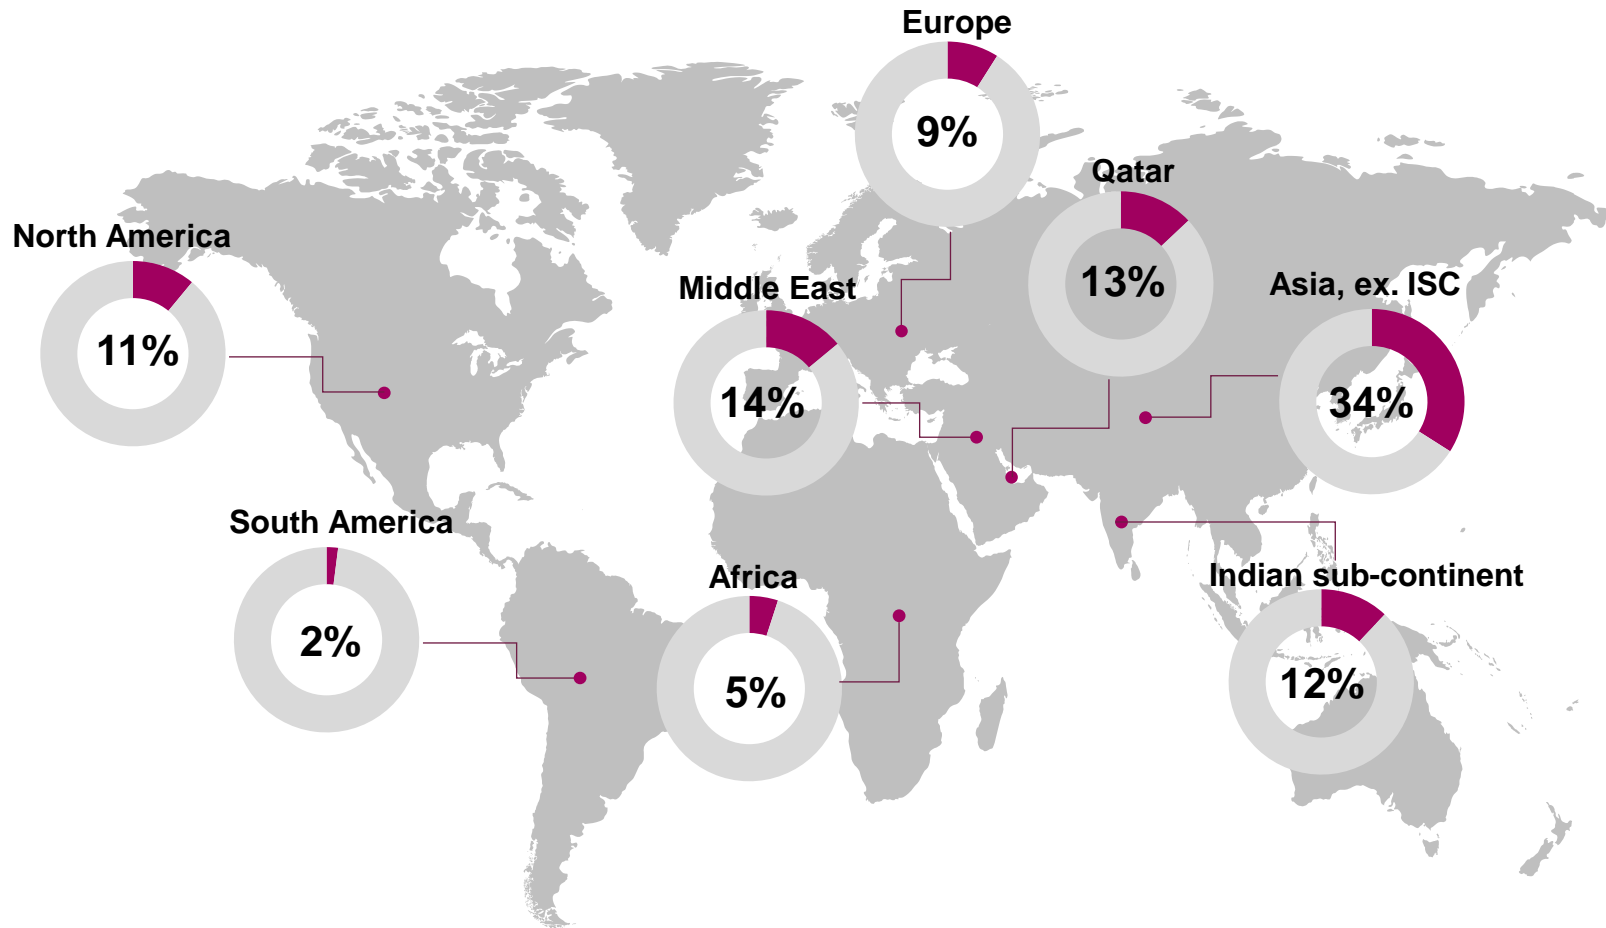 Europe
9%
Qatar
13%
North America
11%
Middle East
14%
Asia, ex. ISC
34%
South America
2%
Africa
5%
Indian sub-continent
12%